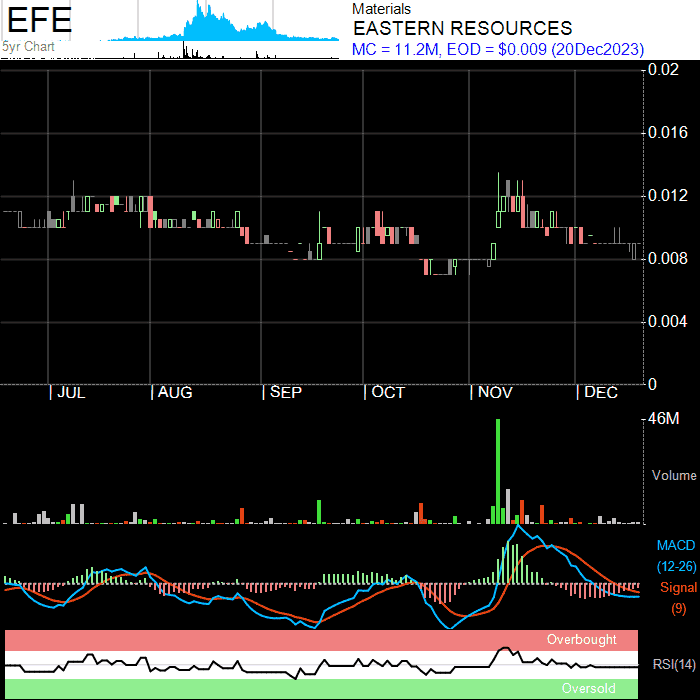 EFE
5yr Chart
Materials
EASTERN RESOURCES
MC = 11.2M, EOD = $0.009 (20Dec2023)
0.02
0.016
0.012
0.008
0.004
0
JUL AUG SEP OCT NOV DEC
46M
Volume
MACD
(12-26)
Signal
(9)
Overbought
RSI(14)
Oversold